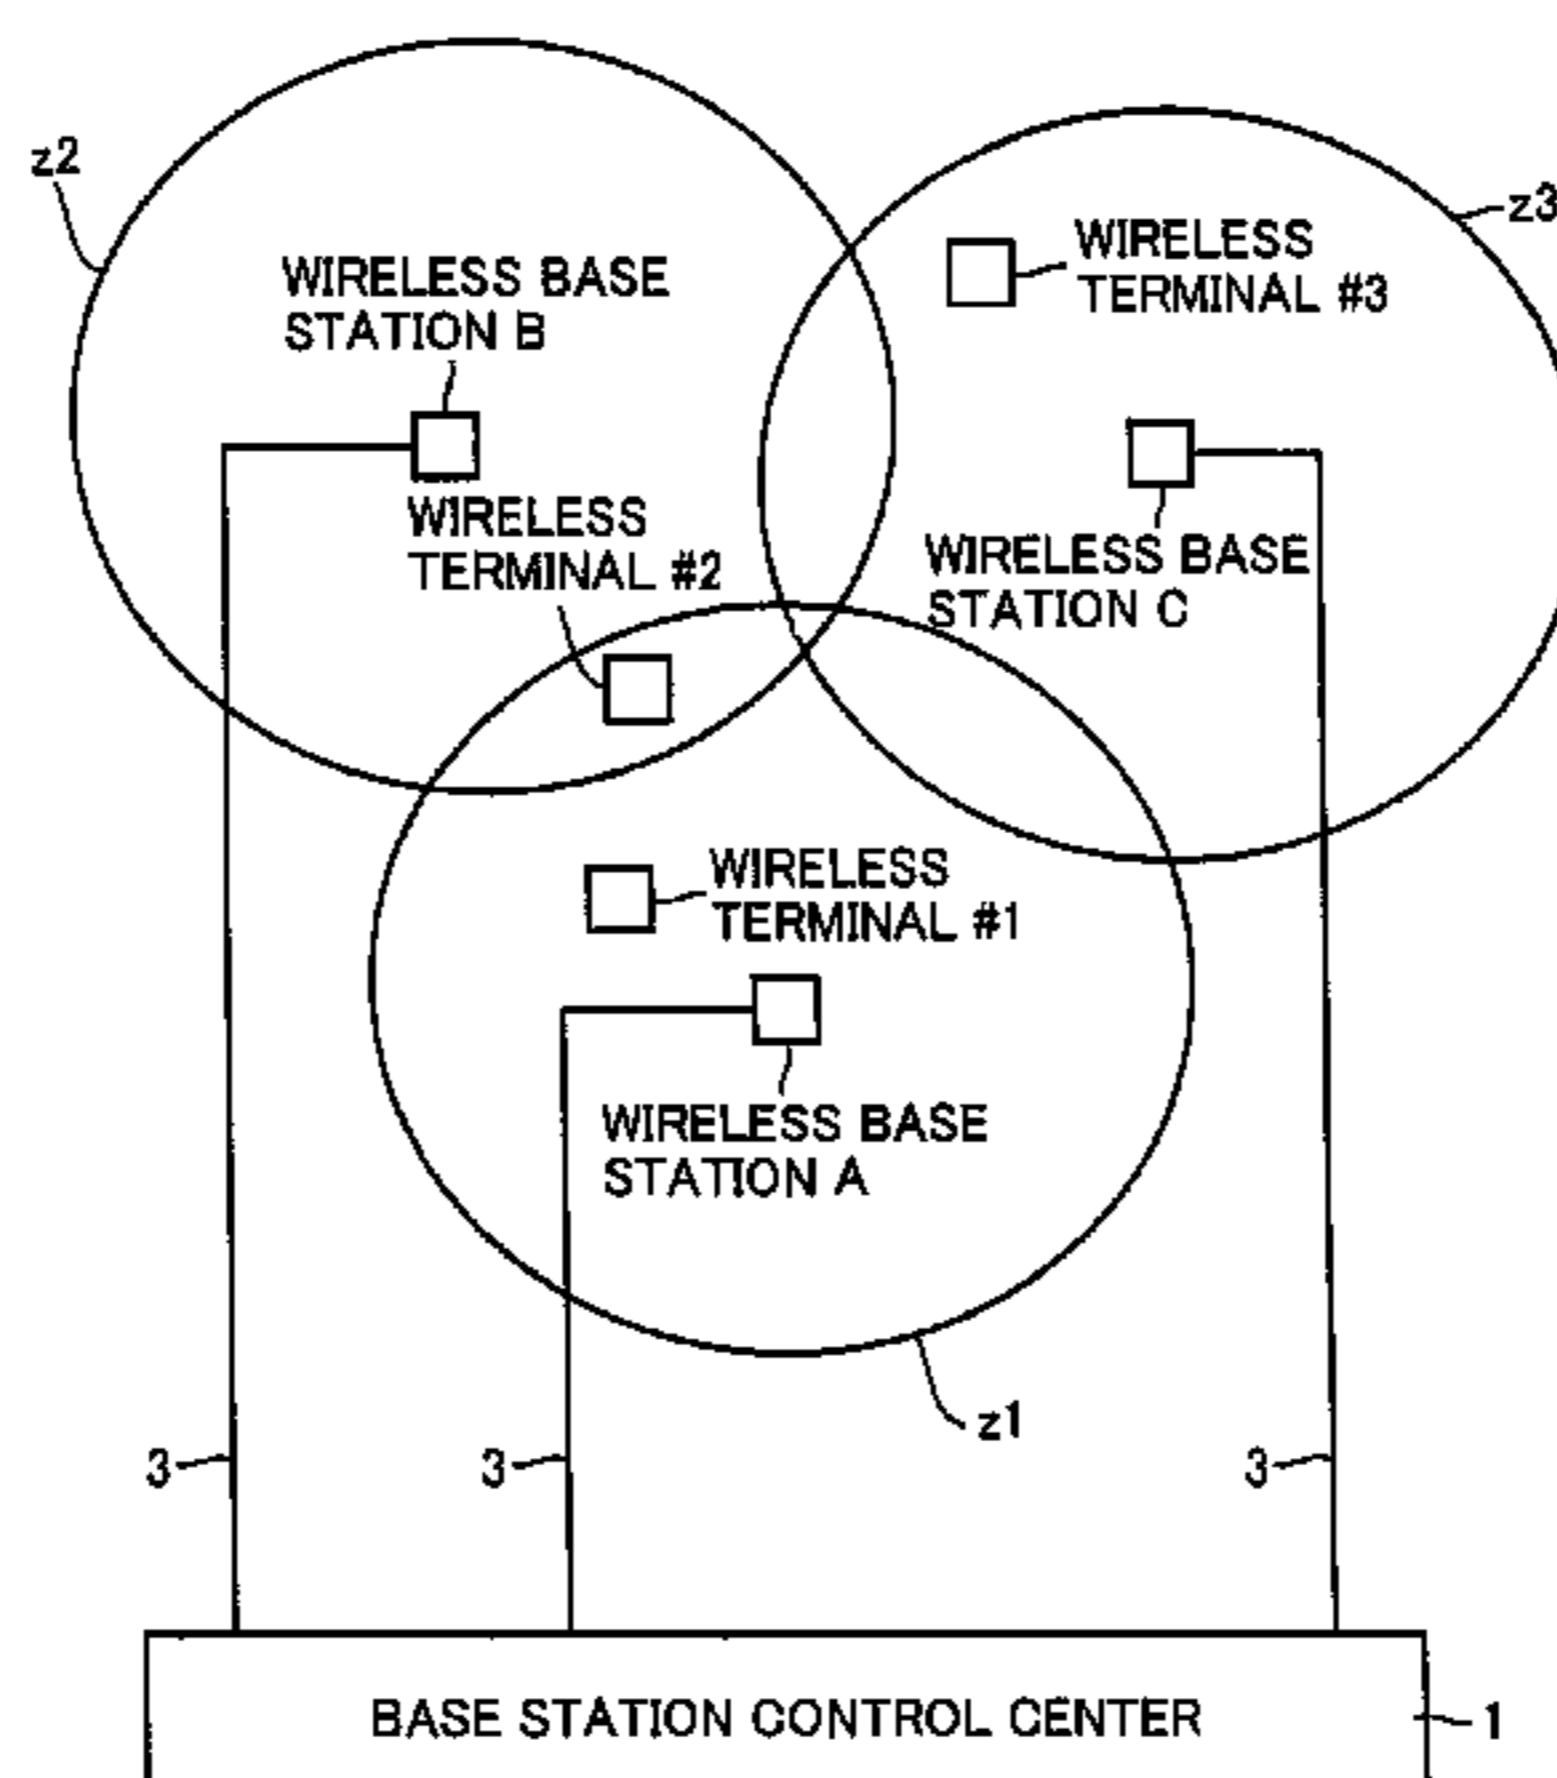 z2
z3
WIRELESS
TERMINAL #3
WIRELESS BASE
STATION B
WIRELESS
TERMINAL #2
WIRELESS BASE
STATION C
WIRELESS
TERMINAL #1
WIRELESS BASE
STATION A
z1
3
3
3
BASE STATION CONTROL CENTER
1